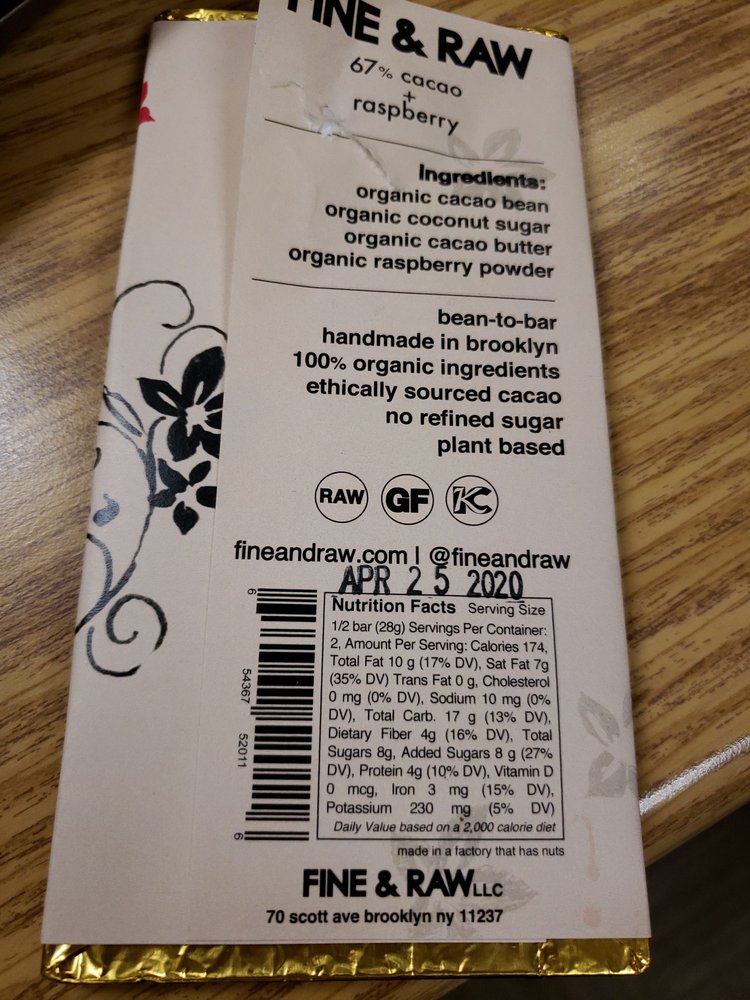 FINE & RAW
67% cacao
+
raspberry
Ingredients:
organic cacao bean
organic coconut sugar
organic cacao butter
organic raspberry powder
bean-to-bar
handmade in brooklyn
100% organic ingredients
ethically sourced cacao
no refined sugar
plant based
RAW GF KC
fineandraw.com | @fineandraw
APR 25 2020
Nutrition Facts Serving Size
1/2 bar (28g) Servings Per Container:
2, Amount Per Serving: Calories 174,
Total Fat 10 g (17% DV), Sat Fat 7g
(35% DV) Trans Fat 0 g, Cholesterol
0 mg (0% DV), Sodium 10 mg (0%
DV), Total Carb. 17 g (13% DV),
Dietary Fiber 4g (16% DV), Total
Sugars 8g, Added Sugars 8 g (27%
DV), Protein 4g (10% DV), Vitamin D
0 mcg, Iron 3 mg (15% DV),
Potassium 230 mg (5% DV)
Daily Value based on a 2,000 calorie diet
6 54367 52011 6
made in a factory that has nuts
FINE & RAW LLC
70 scott ave brooklyn ny 11237